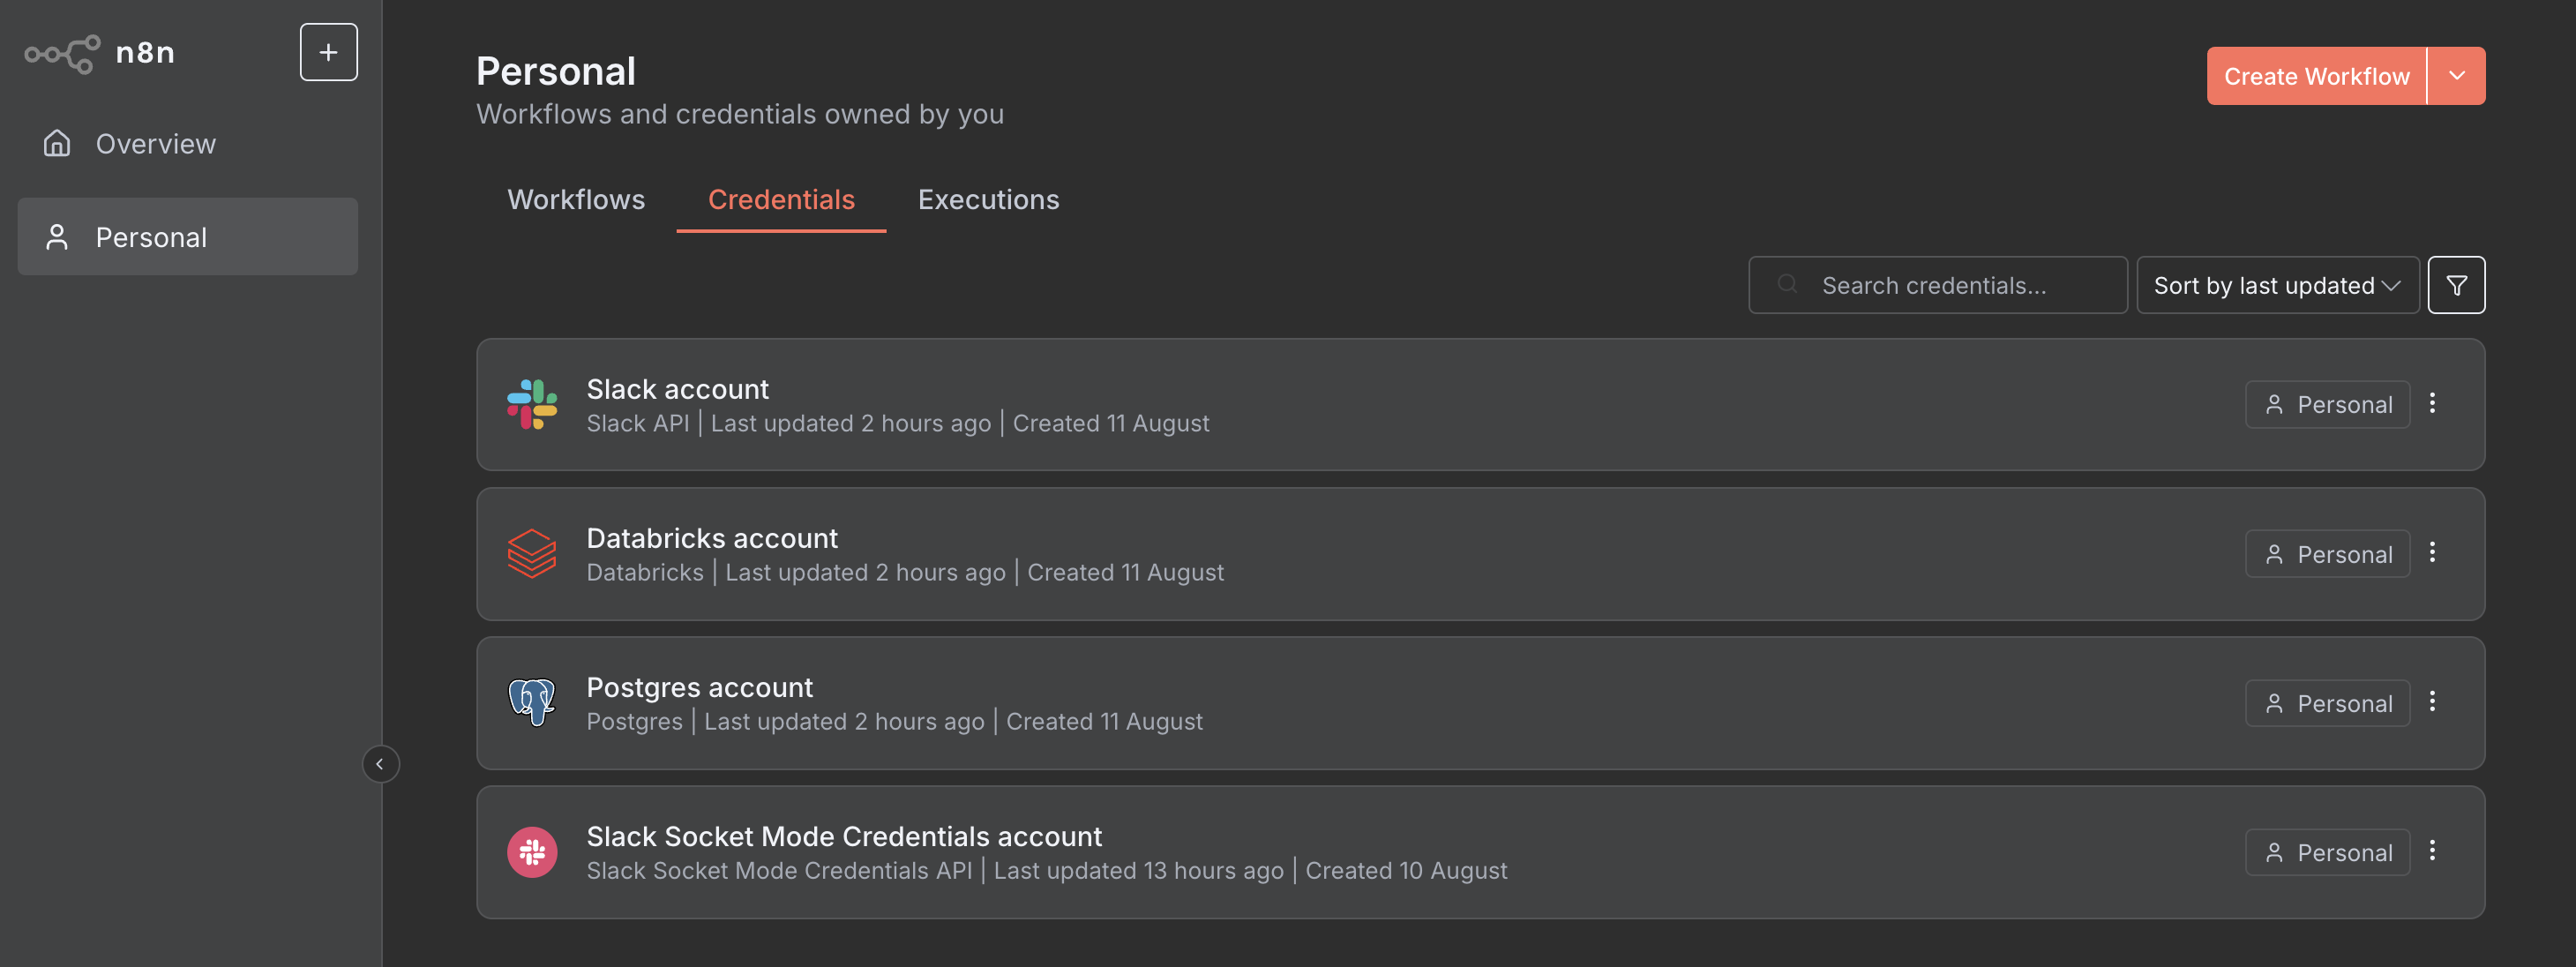 n8n
+
Overview
Personal
Personal
Workflows and credentials owned by you
Create Workflow
Workflows
Credentials
Executions
Search credentials...
Sort by last updated
Slack account
Slack API | Last updated 2 hours ago | Created 11 August
Personal
Databricks account
Databricks | Last updated 2 hours ago | Created 11 August
Personal
Postgres account
Postgres | Last updated 2 hours ago | Created 11 August
Personal
Slack Socket Mode Credentials account
Slack Socket Mode Credentials API | Last updated 13 hours ago | Created 10 August
Personal